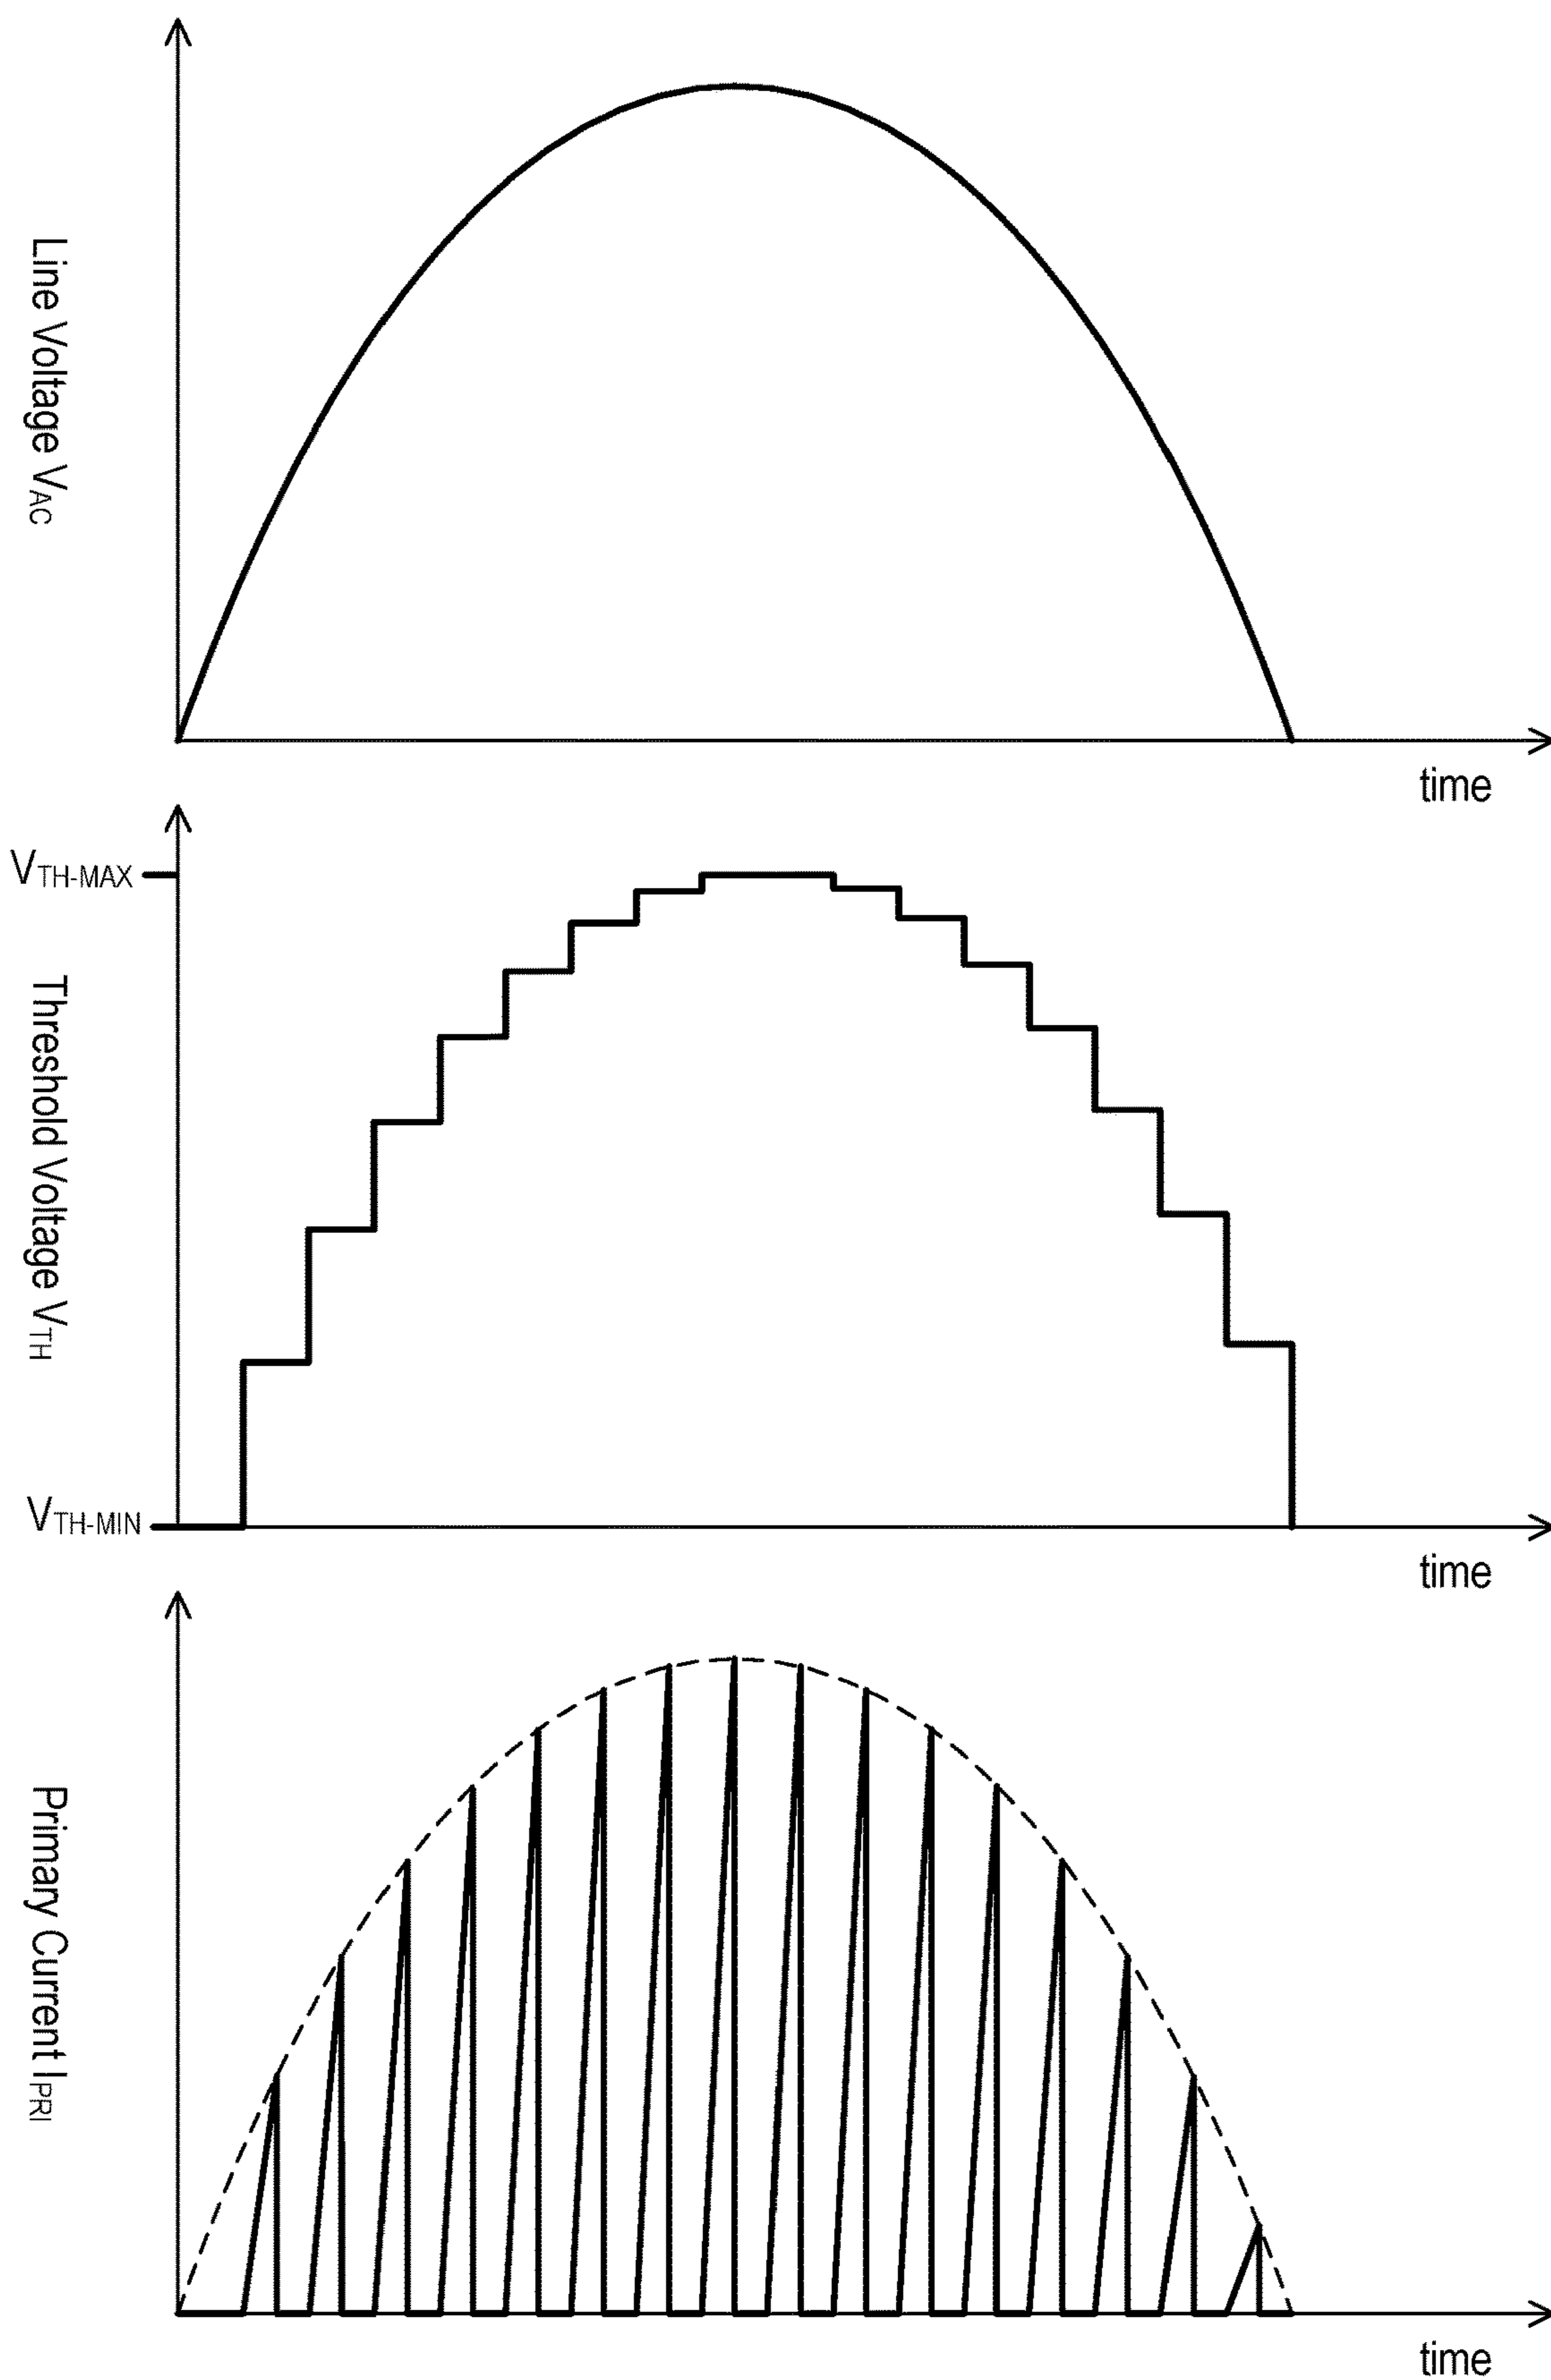 Line Voltage VAC
time
VTH-MAX
Threshold Voltage VTH
VTH-MIN
time
Primary Current IPRI
time